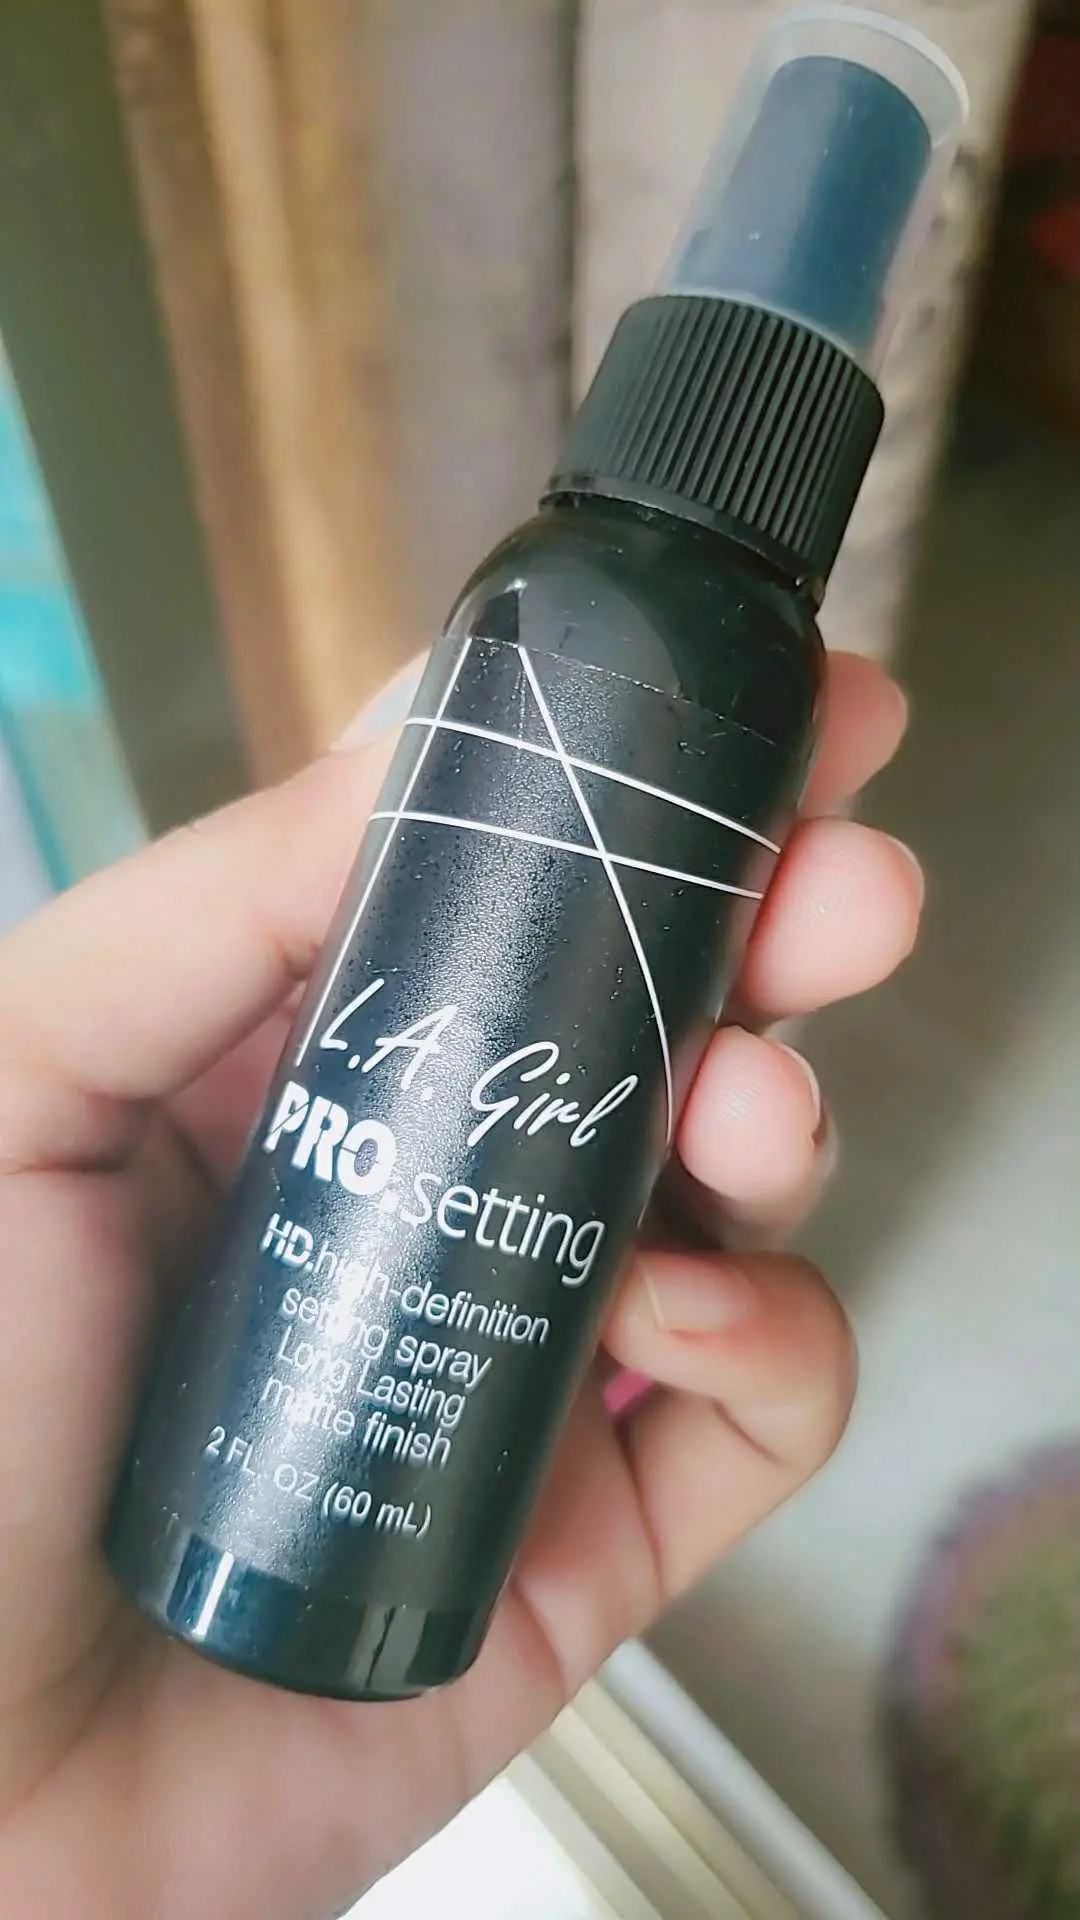 L.A. Girl
PRO.setting
HD.high-definition
setting spray
Long Lasting
matte finish
2 FL. OZ (60 mL)